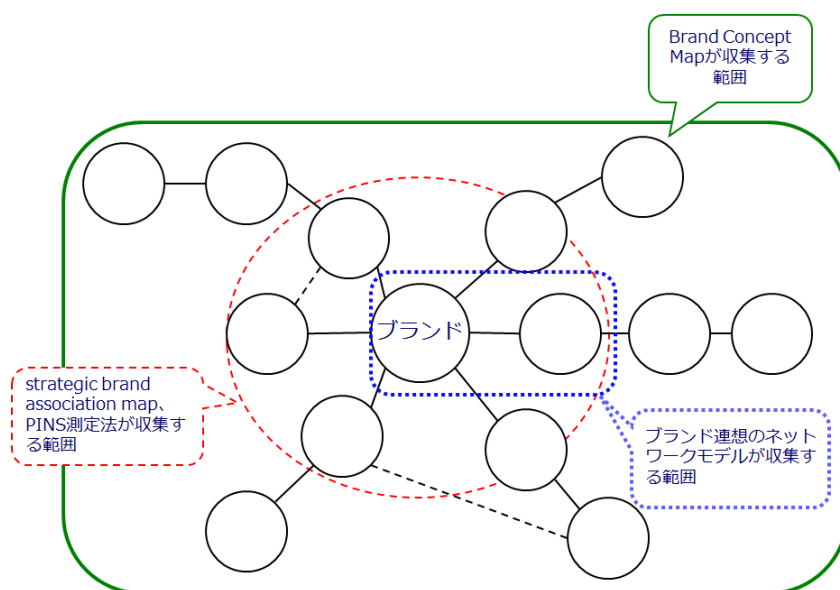 Brand Concept
Mapが収集する
範囲
ブランド
strategic brand
association map、
PINS測定法が収集す
る範囲
ブランド連想のネット
ワークモデルが収集す
る範囲